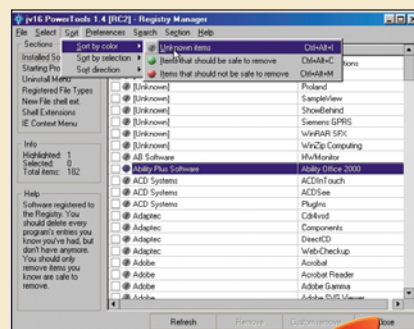 jv16 PowerTools 1.4 [RC2] - Registry Manager
File Select Sort Preferences Search Section Help
Sort by color
Sort by selection
Sort direction
Unknown items Ctrl+Alt+I
Items that should be safe to remove Ctrl+Alt+C
Items that should not be safe to remove Ctrl+Alt+M
Sections
Installed
Starting
Uninstall Menu
Registered File Types
New File shell ext.
Shell Extensions
IE Context Menu
Info
Highlighted: 1
Selected: 0
Total items: 182
Help
Software registered to
the Registry. You
should delete every
program's entries you
know you've had, but
don't have anymore.
You should only
remove items you
know are safe to
remove.
[Unknown] Proland
[Unknown] SampleView
[Unknown] ShowBehind
[Unknown] Siemens GPRS
[Unknown] WinRAR SFX
[Unknown] WinZip Computing
AB Software HWMonitor
Ability Plus Software Ability Office 2000
ACD Systems ACDInTouch
ACD Systems ACDSee
ACD Systems PlugIns
Adaptec Cdr4vsd
Adaptec Components
Adaptec DirectCD
Adaptec Web-Checkup
Adobe Acrobat
Adobe Acrobat Reader
Adobe Adobe Gamma
Adobe Adobe SVG Viewer
Refresh Remove Custom remove Close